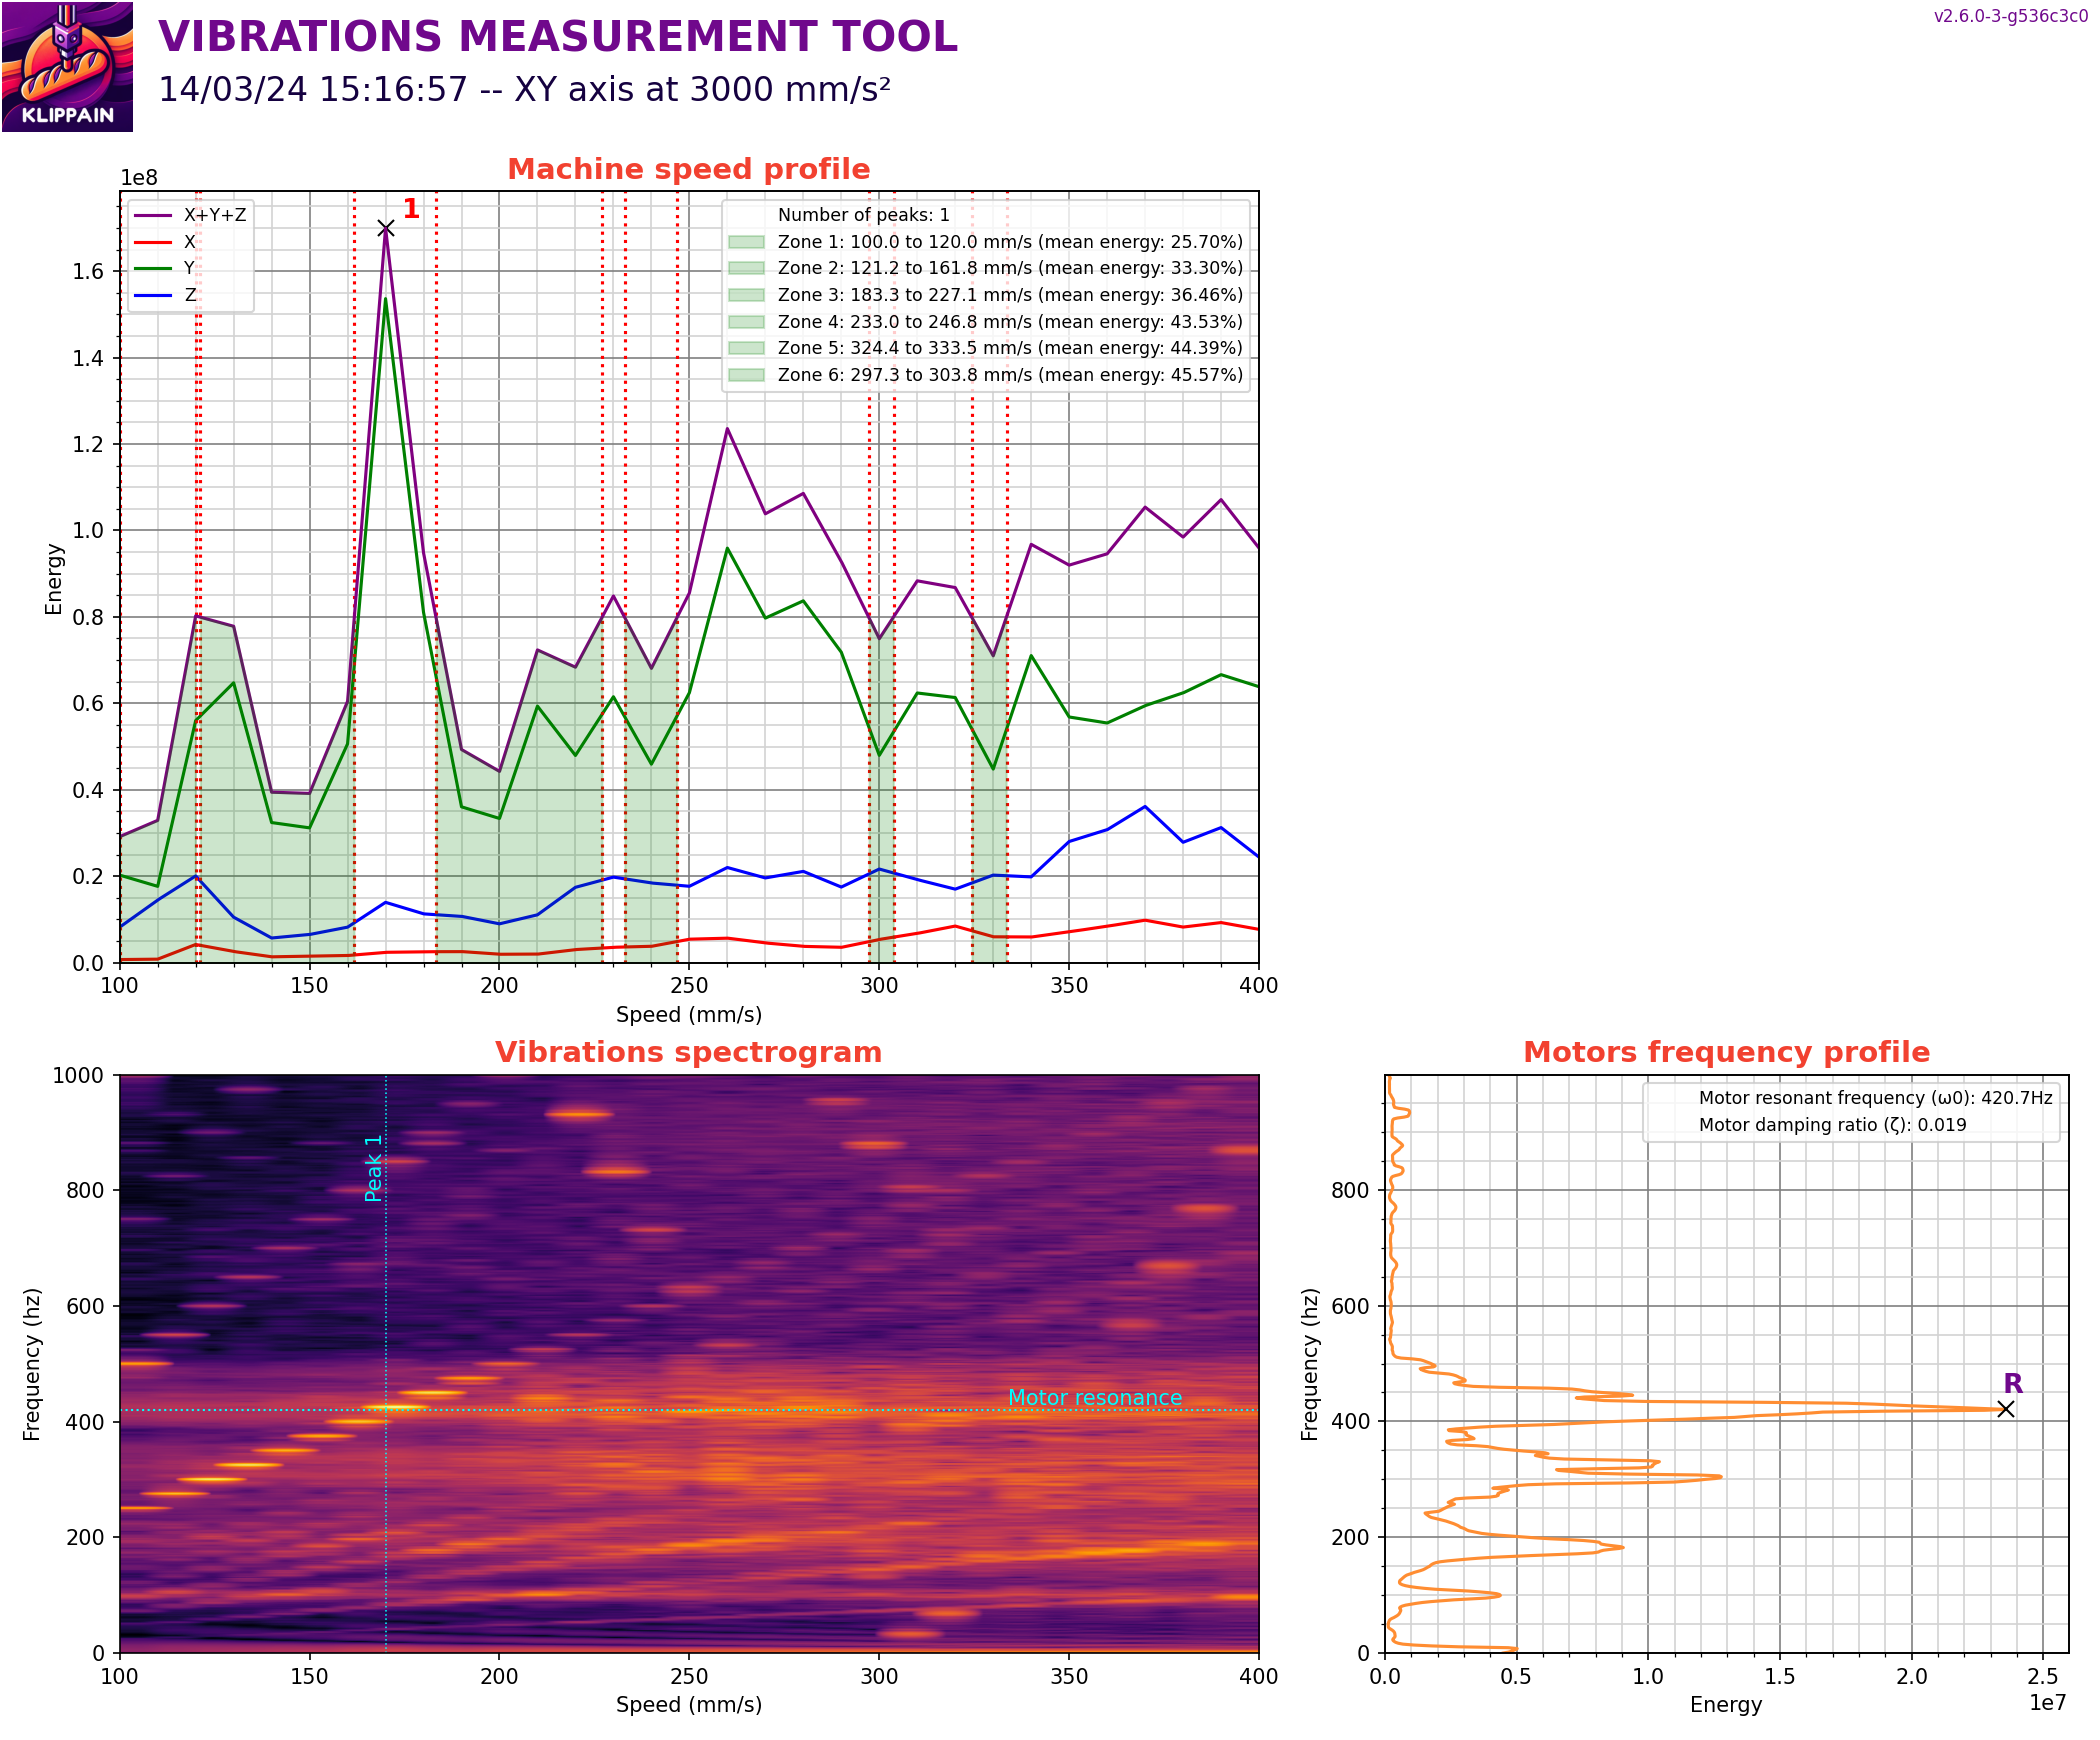 KLIPPAIN
VIBRATIONS MEASUREMENT TOOL
14/03/24 15:16:57 -- XY axis at 3000 mm/s²
v2.6.0-3-g536c3c0
Machine speed profile
1e8
X+Y+Z
X
Y
Z
1
Number of peaks: 1
Zone 1: 100.0 to 120.0 mm/s (mean energy: 25.70%)
Zone 2: 121.2 to 161.8 mm/s (mean energy: 33.30%)
Zone 3: 183.3 to 227.1 mm/s (mean energy: 36.46%)
Zone 4: 233.0 to 246.8 mm/s (mean energy: 43.53%)
Zone 5: 324.4 to 333.5 mm/s (mean energy: 44.39%)
Zone 6: 297.3 to 303.8 mm/s (mean energy: 45.57%)
1.6
1.4
1.2
1.0
0.8
0.6
0.4
0.2
0.0
Energy
100 150 200 250 300 350 400
Speed (mm/s)
Vibrations spectrogram
1000
800
600
400
200
0
Frequency (hz)
Peak 1
Motor resonance
100 150 200 250 300 350 400
Speed (mm/s)
Motors frequency profile
Motor resonant frequency (ω0): 420.7Hz
Motor damping ratio (ζ): 0.019
R
800
600
400
200
0
Frequency (hz)
0.0 0.5 1.0 1.5 2.0 2.5
1e7
Energy